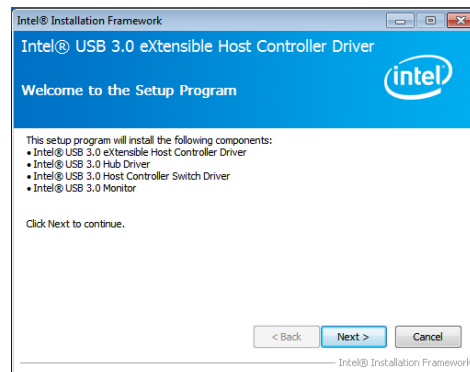 Intel® Installation Framework
Intel® USB 3.0 eXtensible Host Controller Driver
Welcome to the Setup Program
(intel)
This setup program will install the following components:
• Intel® USB 3.0 eXtensible Host Controller Driver
• Intel® USB 3.0 Hub Driver
• Intel® USB 3.0 Host Controller Switch Driver
• Intel® USB 3.0 Monitor
Click Next to continue.
< Back Next > Cancel
Intel® Installation Framework